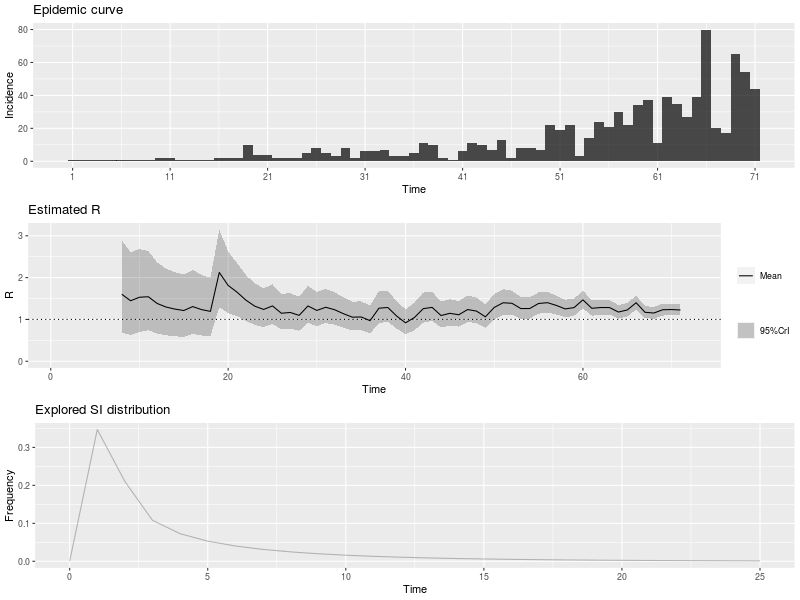 Epidemic curve
80
60
40
20
0
Incidence
1 11 21 31 41 51 61 71
Time
Estimated R
3
2
1
0
R
0 20 40 60
Time
Mean
95%CrI
Explored SI distribution
0.3
0.2
0.1
0.0
Frequency
0 5 10 15 20 25
Time